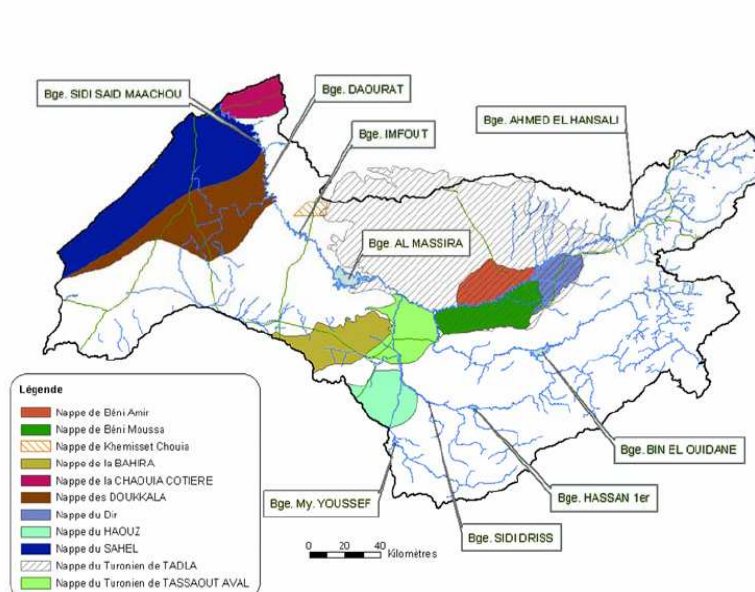 Bge. SIDI SAID MAACHOU
Bge. DAOURAT
Bge. IMFOUT
Bge. AHMED EL HANSALI
Bge. AL MASSIRA
Bge. BIN EL OUIDANE
Bge. HASSAN 1er
Bge. My. YOUSSEF
Bge. SIDI DRISS
Légende
Nappe de Béni Amir
Nappe de Béni Moussa
Nappe de Khemisset Chouia
Nappe de la BAHIRA
Nappe de la CHAOUIA COTIERE
Nappe des DOUKKALA
Nappe du Dir
Nappe du HAOUZ
Nappe du SAHEL
Nappe du Turonien de TADLA
Nappe du Turonien de TASSAOUT AVAL
0 20 40
Kilomètres